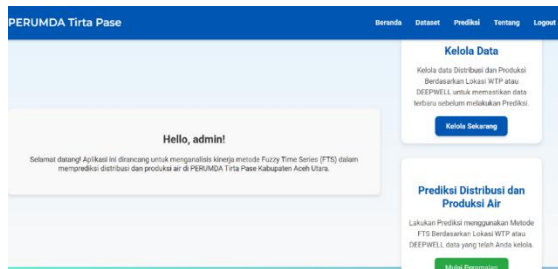 PERUMDA Tirta Pase
Beranda Dataset Prediksi Tentang Logout
Hello, admin!
Selamat datang! Aplikasi ini dirancang untuk menganalisis kinerja metode Fuzzy Time Series (FTS) dalam
memprediksi distribusi dan produksi air di PERUMDA Tirta Pase Kabupaten Aceh Utara.
Kelola Data
Kelola data Distribusi dan Produksi
Berdasarkan Lokasi WTP atau
DEEPWELL untuk memastikan data
terbaru sebelum melakukan Prediksi.
Kelola Sekarang
Prediksi Distribusi dan
Produksi Air
Lakukan Prediksi menggunakan Metode
FTS Berdasarkan Lokasi WTP atau
DEEPWELL data yang telah Anda kelola.
Mulai Peramalan